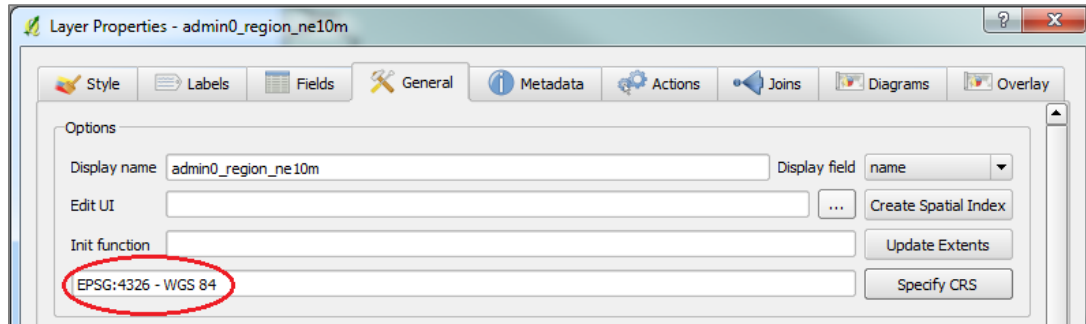 Layer Properties - admin0_region_ne10m
Style Labels Fields General Metadata Actions Joins Diagrams Overlay
Options
Display name admin0_region_ne10m Display field name
Edit UI ... Create Spatial Index
Init function Update Extents
EPSG:4326 - WGS 84 Specify CRS